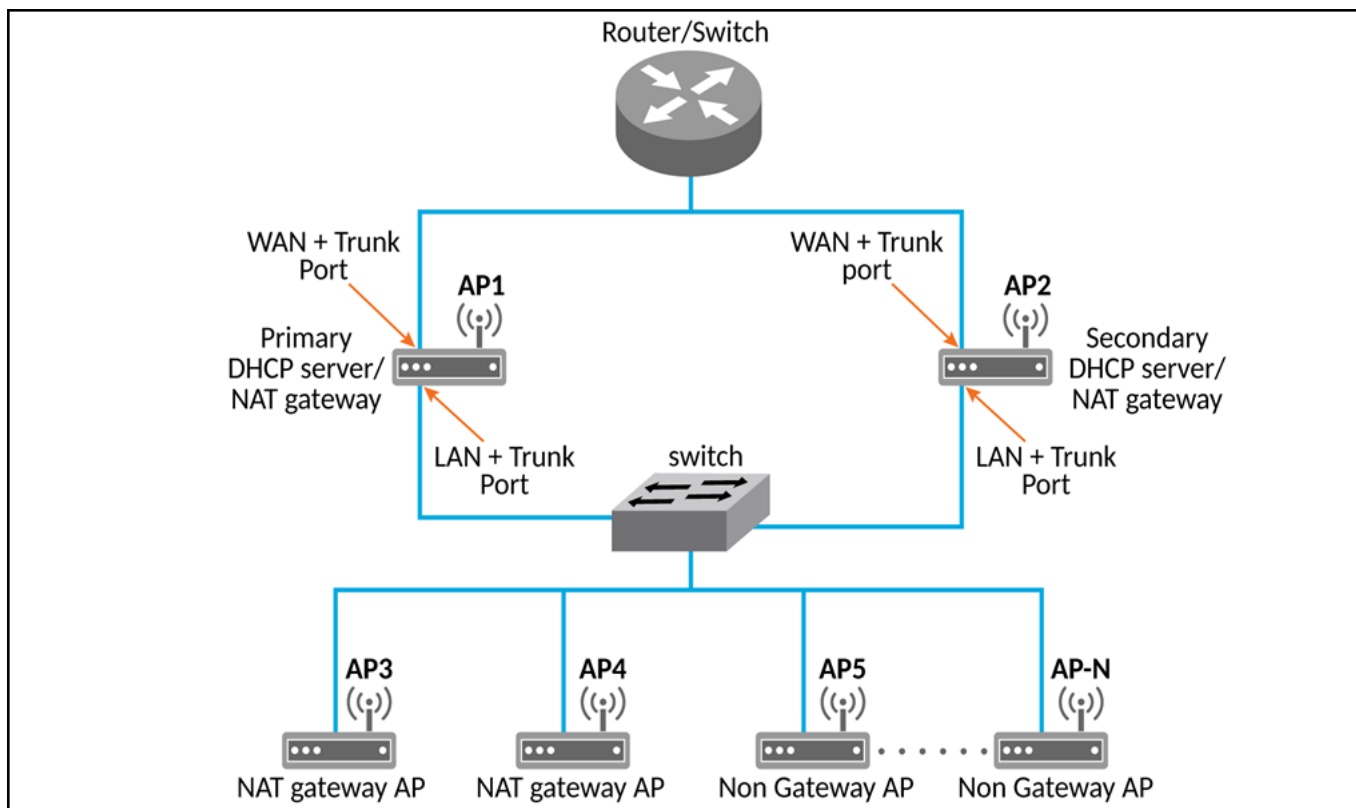 Router/Switch
WAN + Trunk
Port
AP1
Primary
DHCP server/
NAT gateway
LAN + Trunk
Port
WAN + Trunk
port
AP2
Secondary
DHCP server/
NAT gateway
LAN + Trunk
Port
switch
AP3
NAT gateway AP
AP4
NAT gateway AP
AP5
Non Gateway AP
AP-N
Non Gateway AP